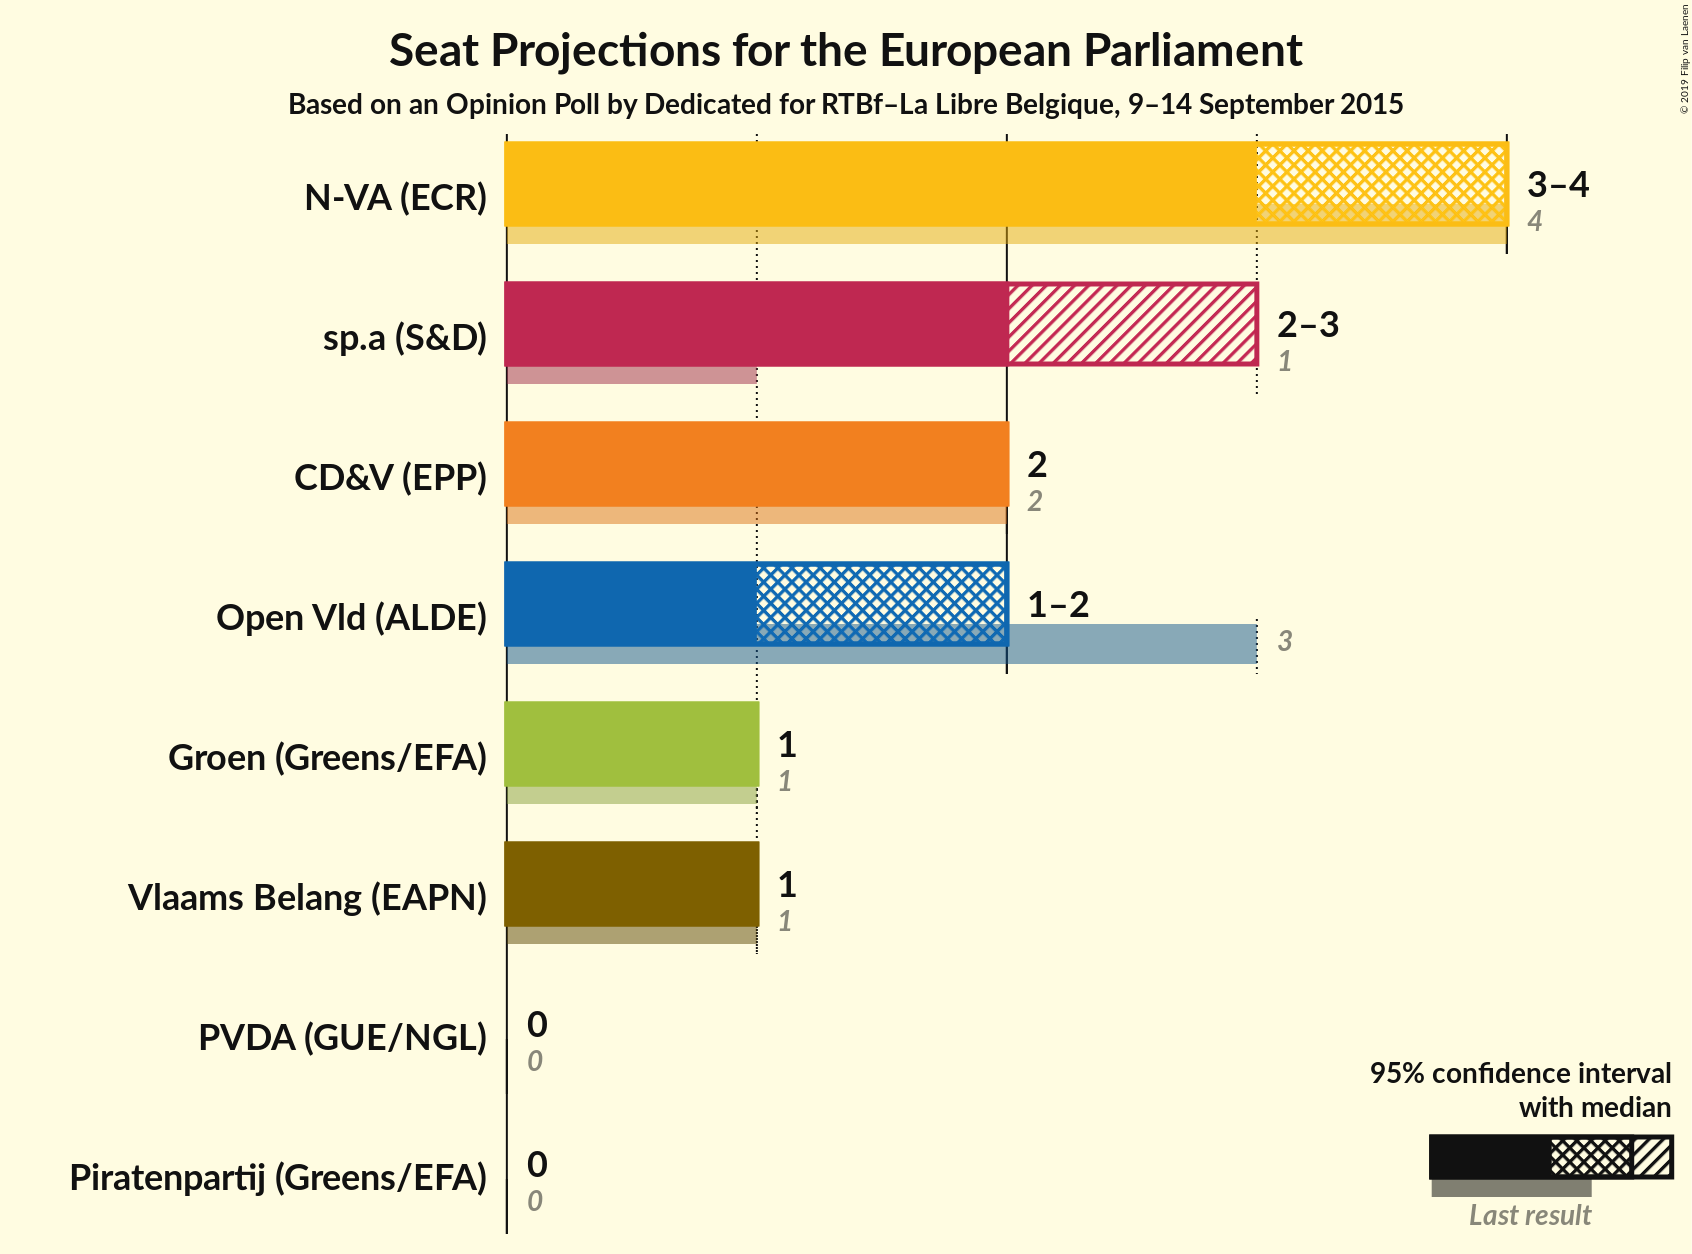 Seat Projections for the European Parliament
Based on an Opinion Poll by Dedicated for RTBf–La Libre Belgique, 9–14 September 2015
© 2019 Filip van Laenen
N-VA (ECR)
3–4
4
sp.a (S&D)
2–3
1
CD&V (EPP)
2
2
Open Vld (ALDE)
1–2
3
Groen (Greens/EFA)
1
1
Vlaams Belang (EAPN)
1
1
PVDA (GUE/NGL)
0
0
Piratenpartij (Greens/EFA)
0
0
95% confidence interval
with median
Last result